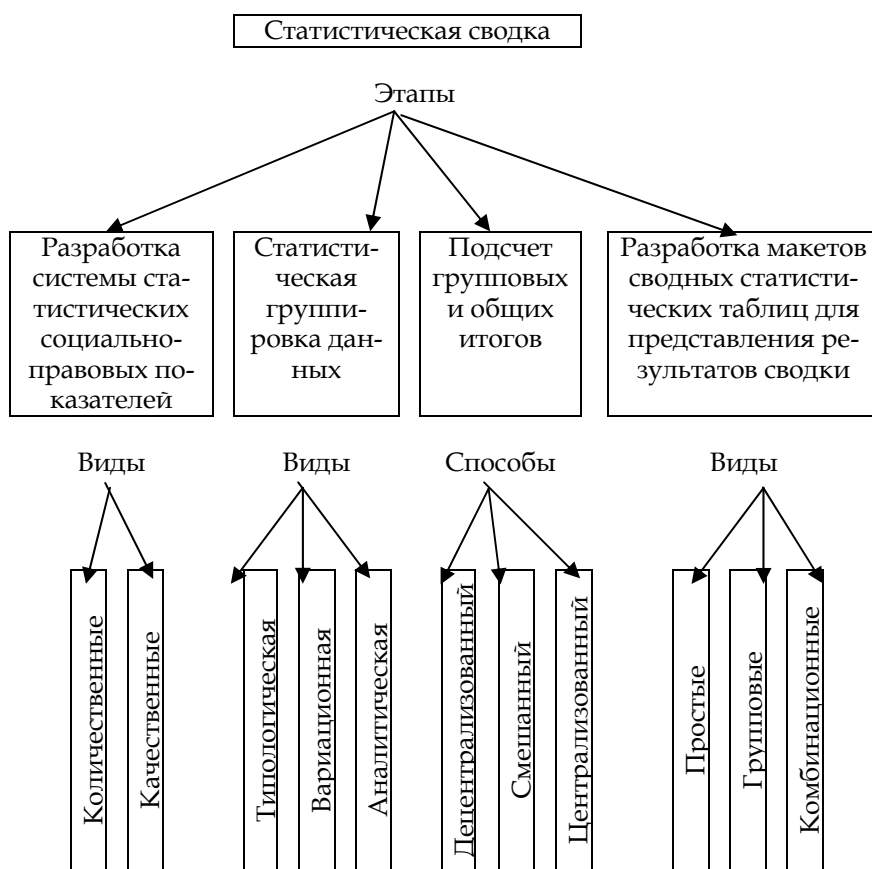 Статистическая сводка
Этапы
Разработка
системы ста-
тистических
социально-
правовых по-
казателей
Статисти-
ческая
группи-
ровка дан-
ных
Подсчет
групповых
и общих
итогов
Разработка макетов
сводных статисти-
ческих таблиц для
представления ре-
зультатов сводки
Виды
Виды
Способы
Виды
Количественные
Качественные
Типологическая
Вариационная
Аналитическая
Децентрализованный
Смешанный
Централизованный
Простые
Групповые
Комбинационные